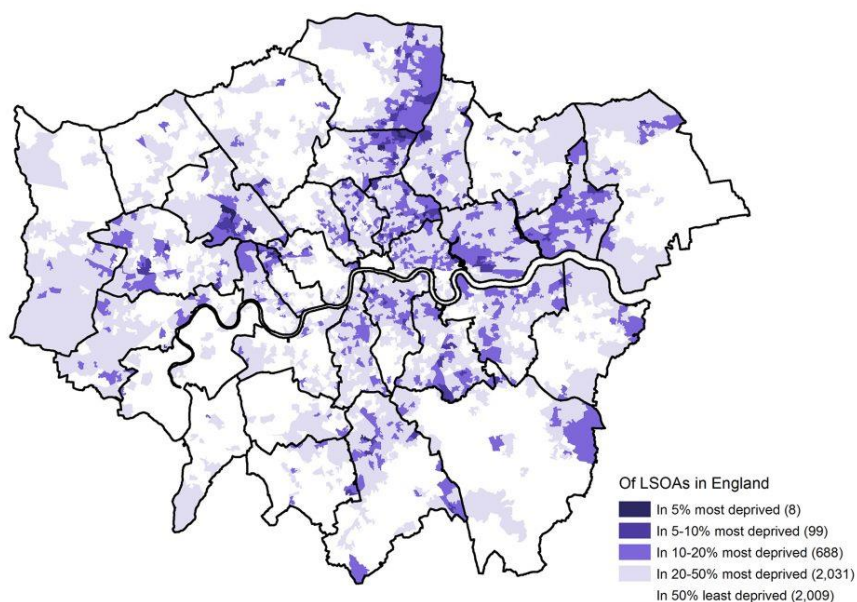 Of LSOAs in England
In 5% most deprived (8)
In 5-10% most deprived (99)
In 10-20% most deprived (688)
In 20-50% most deprived (2,031)
In 50% least deprived (2,009)